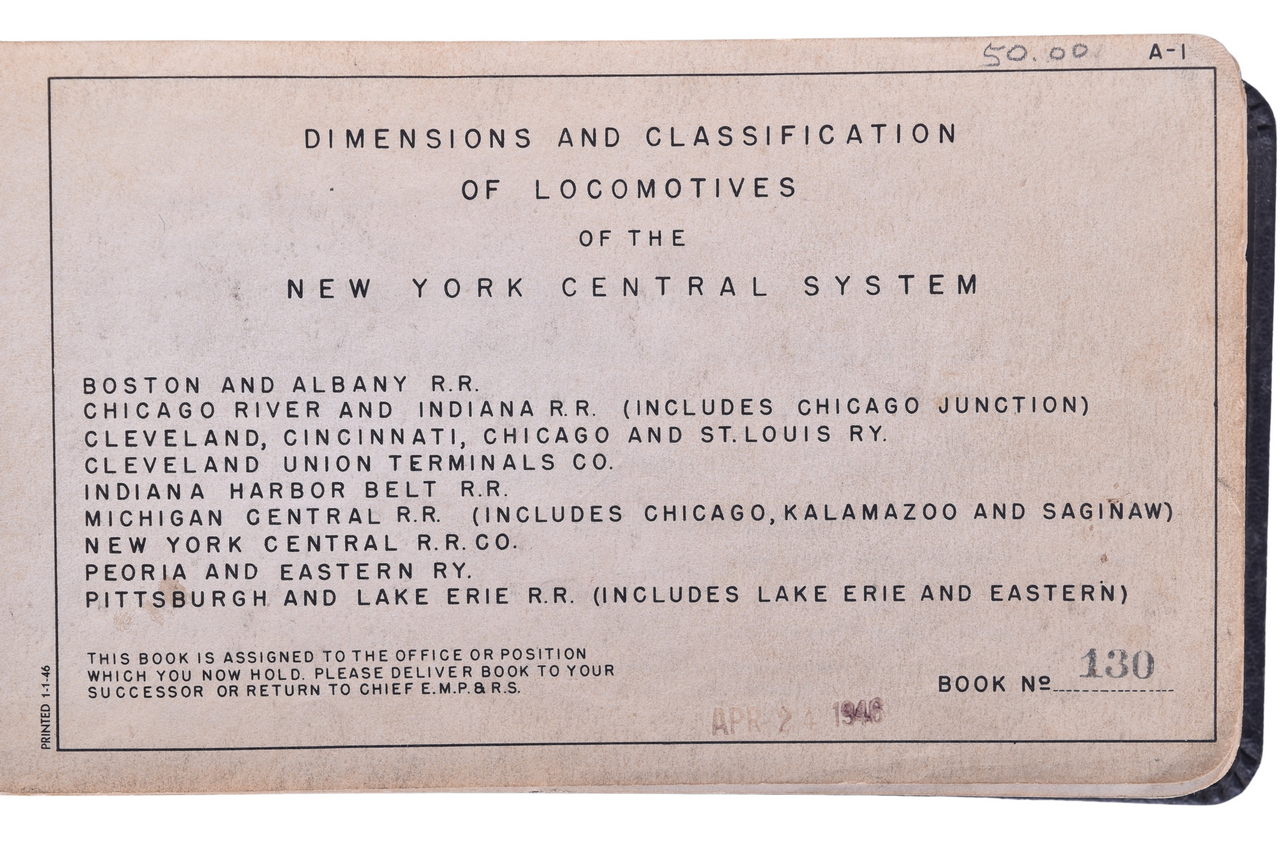 50.00 A-1
DIMENSIONS AND CLASSIFICATION
OF LOCOMOTIVES
OF THE
NEW YORK CENTRAL SYSTEM
BOSTON AND ALBANY R.R.
CHICAGO RIVER AND INDIANA R.R. (INCLUDES CHICAGO JUNCTION)
CLEVELAND, CINCINNATI, CHICAGO AND ST.LOUIS RY.
CLEVELAND UNION TERMINALS CO.
INDIANA HARBOR BELT R.R.
MICHIGAN CENTRAL R.R. (INCLUDES CHICAGO, KALAMAZOO AND SAGINAW)
NEW YORK CENTRAL R.R.CO.
PEORIA AND EASTERN RY.
PITTSBURGH AND LAKE ERIE R.R. (INCLUDES LAKE ERIE AND EASTERN)
THIS BOOK IS ASSIGNED TO THE OFFICE OR POSITION
WHICH YOU NOW HOLD. PLEASE DELIVER BOOK TO YOUR
SUCCESSOR OR RETURN TO CHIEF E.M.P.& R.S.
BOOK Nº 130
APR 24
PRINTED 1-1-46